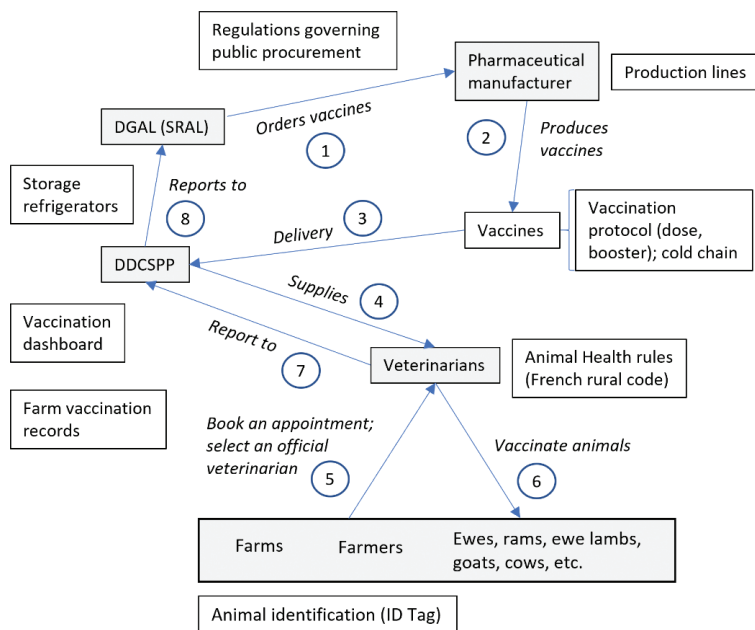 Regulations governing
public procurement
Pharmaceutical
manufacturer
Production lines
DGAL (SRAL)
Orders vaccines
1
2
Produces
vaccines
Storage
refrigerators
Reports to
8
3
Delivery
Vaccines
Vaccination
protocol (dose,
booster); cold chain
DDCSPP
Supplies
4
Vaccination
dashboard
Report to
7
Veterinarians
Animal Health rules
(French rural code)
Farm vaccination
records
Book an appointment;
select an official
veterinarian
5
Vaccinate animals
6
Farms
Farmers
Ewes, rams, ewe lambs,
goats, cows, etc.
Animal identification (ID Tag)